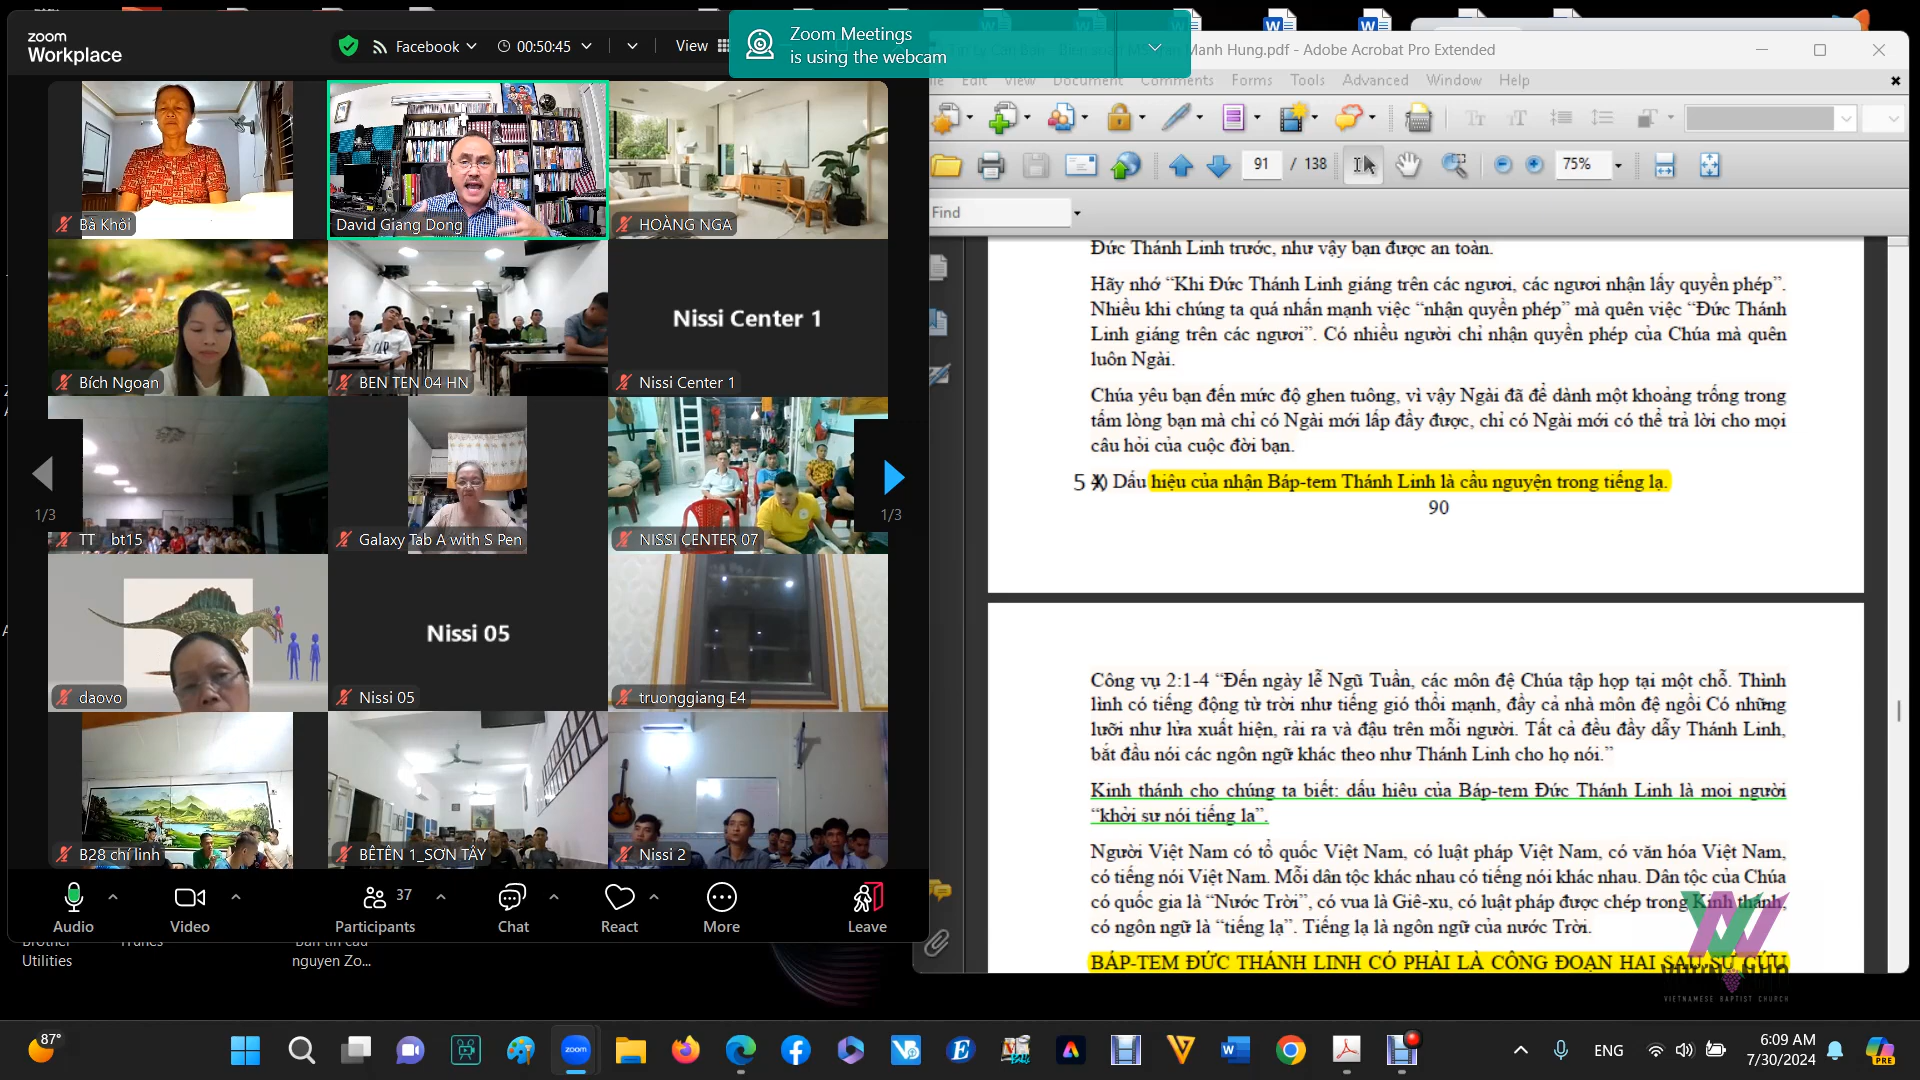 zoom
Workplace
Facebook
00:50:45
View
Zoom Meetings
is using the webcam
Manh Hung.pdf - Adobe Acrobat Pro Extended
Edit View Document Comments Forms Tools Advanced Window Help
91 / 138
75%
Find
Bà Khôi
David Giang Dong
HOÀNG NGA
Bích Ngoan
BEN TEN 04 HN
Nissi Center 1
Nissi Center 1
TT bt15
Galaxy Tab A with S Pen
NISSI CENTER 07
1/3
1/3
daovo
Nissi 05
Nissi 05
truonggiang E4
B28 chí linh
BÊTÊN 1_SƠN TÂY
Nissi 2
Audio
Video
Participants
37
Chat
React
More
Leave
Đức Thánh Linh trước, như vậy bạn được an toàn.
Hãy nhớ “Khi Đức Thánh Linh giáng trên các ngươi, các ngươi nhận lấy quyền phép”.
Nhiều khi chúng ta quá nhấn mạnh việc “nhận quyền phép” mà quên việc “Đức Thánh
Linh giáng trên các ngươi”. Có nhiều người chỉ nhận quyền phép của Chúa mà quên
luôn Ngài.
Chúa yêu bạn đến mức độ ghen tuông, vì vậy Ngài đã để dành một khoảng trống trong
tấm lòng bạn mà chỉ có Ngài mới lấp đầy được, chỉ có Ngài mới có thể trả lời cho mọi
câu hỏi của cuộc đời bạn.
5 ) Dấu hiệu của nhận Báp-tem Thánh Linh là cầu nguyện trong tiếng lạ.
90
Công vụ 2:1-4 “Đến ngày lễ Ngũ Tuần, các môn đệ Chúa tập họp tại một chỗ. Thình
lình có tiếng động từ trời như tiếng gió thổi mạnh, đầy cả nhà môn đệ ngồi Có những
lưỡi như lửa xuất hiện, rải ra và đậu trên mỗi người. Tất cả đều đầy dẫy Thánh Linh,
bắt đầu nói các ngôn ngữ khác theo như Thánh Linh cho họ nói.”
Kinh thánh cho chúng ta biết: dấu hiệu của Báp-tem Đức Thánh Linh là mọi người
“khởi sự nói tiếng lạ”.
Người Việt Nam có tổ quốc Việt Nam, có luật pháp Việt Nam, có văn hóa Việt Nam,
có tiếng nói Việt Nam. Mỗi dân tộc khác nhau có tiếng nói khác nhau. Dân tộc của Chúa
có quốc gia là “Nước Trời”, có vua là Giê-xu, có luật pháp được chép trong Kinh thánh,
có ngôn ngữ là “tiếng lạ”. Tiếng lạ là ngôn ngữ của nước Trời.
BÁP-TEM ĐỨC THÁNH LINH CÓ PHẢI LÀ CÔNG ĐOẠN HAI SAU SỰ CỨU
VIETNAMESE BAPTIST CHURCH
Utilities
nguyen Zo...
87°
zoom
ENG
6:09 AM
7/30/2024
PRE